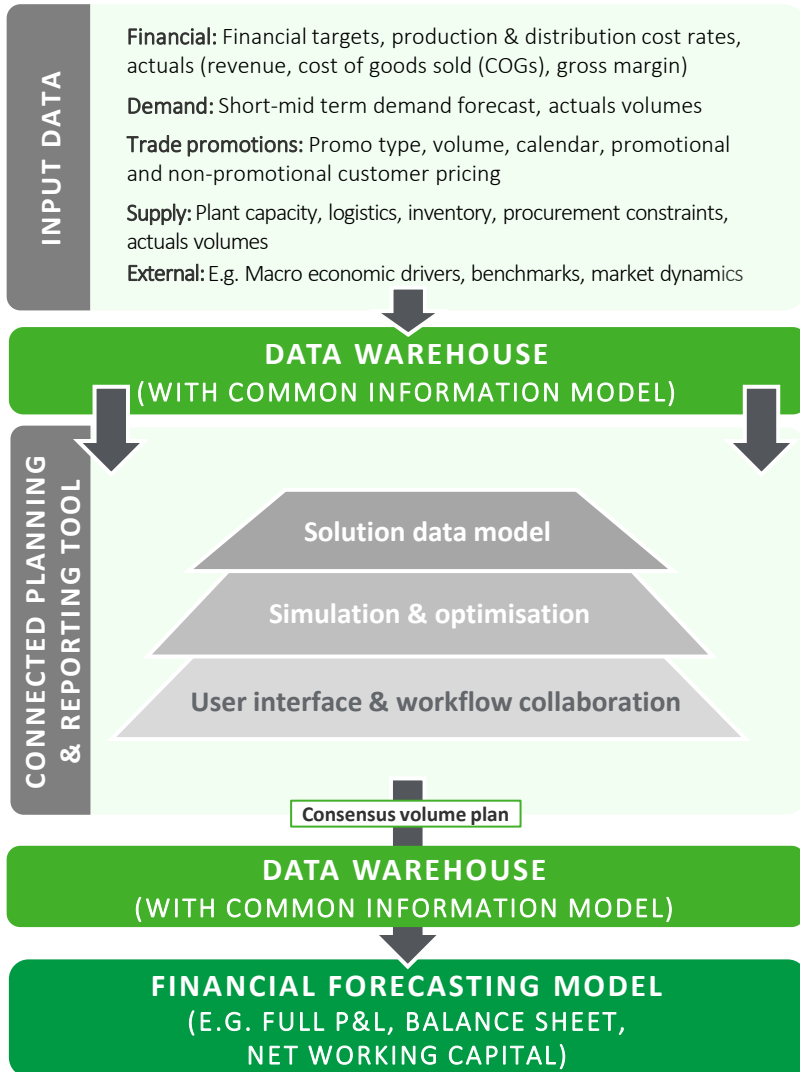 INPUT DATA
Financial: Financial targets, production & distribution cost rates,
actuals (revenue, cost of goods sold (COGs), gross margin)
Demand: Short-mid term demand forecast, actuals volumes
Trade promotions: Promo type, volume, calendar, promotional
and non-promotional customer pricing
Supply: Plant capacity, logistics, inventory, procurement constraints,
actuals volumes
External: E.g. Macro economic drivers, benchmarks, market dynamics
DATA WAREHOUSE
(WITH COMMON INFORMATION MODEL)
CONNECTED PLANNING
& REPORTING TOOL
Solution data model
Simulation & optimisation
User interface & workflow collaboration
Consensus volume plan
DATA WAREHOUSE
(WITH COMMON INFORMATION MODEL)
FINANCIAL FORECASTING MODEL
(E.G. FULL P&L, BALANCE SHEET,
NET WORKING CAPITAL)